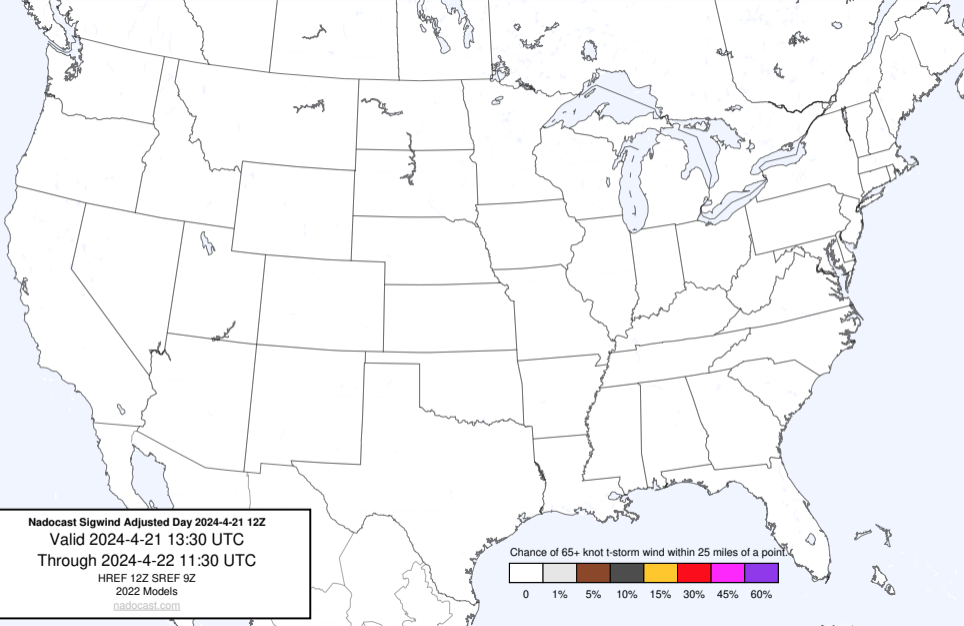 Nadocast Sigwind Adjusted Day 2024-4-21 12Z
Valid 2024-4-21 13:30 UTC
Through 2024-4-22 11:30 UTC
HREF 12Z SREF 9Z
2022 Models
nadocast.com
Chance of 65+ knot t-storm wind within 25 miles of a point.
0 1% 5% 10% 15% 30% 45% 60%